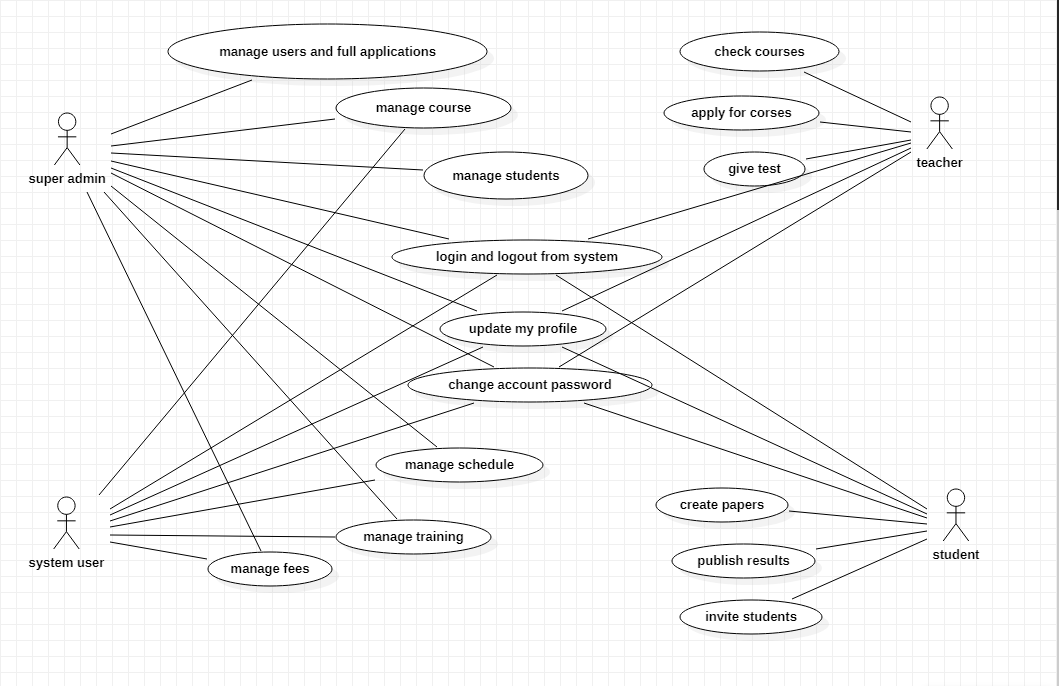 manage users and full applications
check courses
manage course
apply for corses
super admin
teacher
manage students
give test
login and logout from system
update my profile
change account password
manage schedule
create papers
manage training
system user
student
manage fees
publish results
invite students